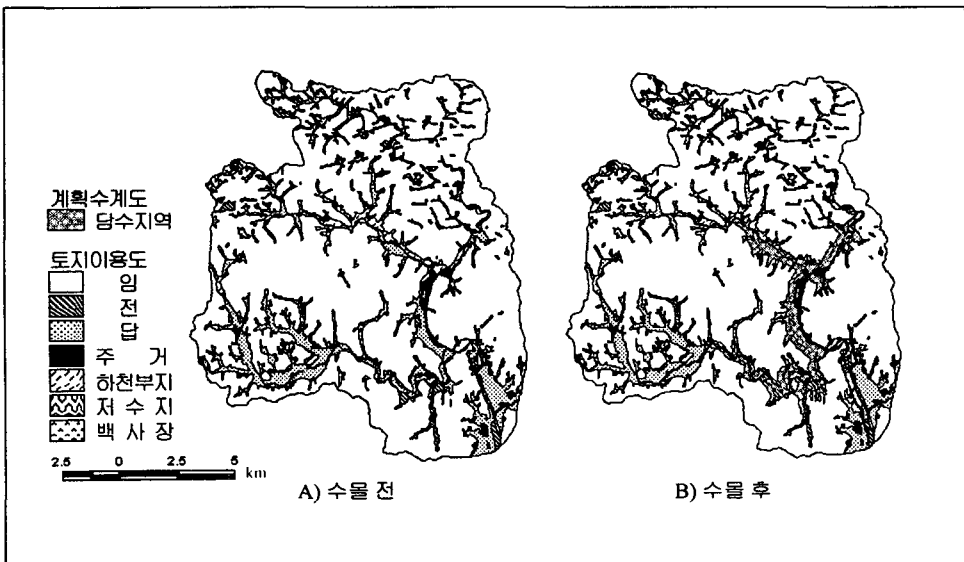 계획수계도
담수지역
토지이용도
임
전
답
주 거
하천부지
저 수 지
백 사 장
2.5 0 2.5 5 km
A) 수몰 전
B) 수몰 후